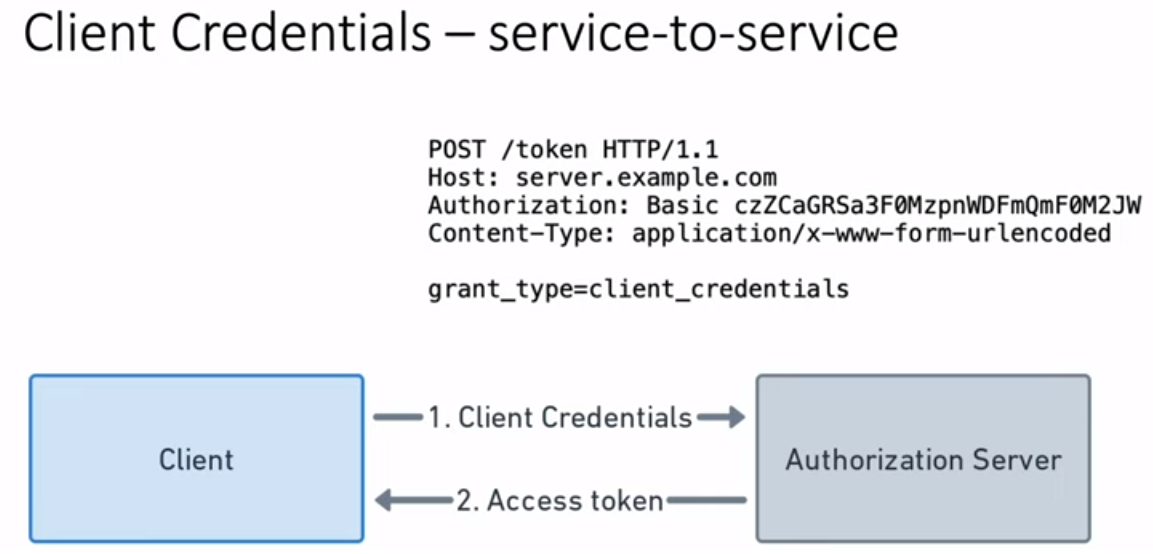 Client Credentials – service-to-service
POST /token HTTP/1.1
Host: server.example.com
Authorization: Basic czZCaGRSa3F0MzpnWDFmQmF0M2JW
Content-Type: application/x-www-form-urlencoded
grant_type=client_credentials
1. Client Credentials
Client
Authorization Server
2. Access token